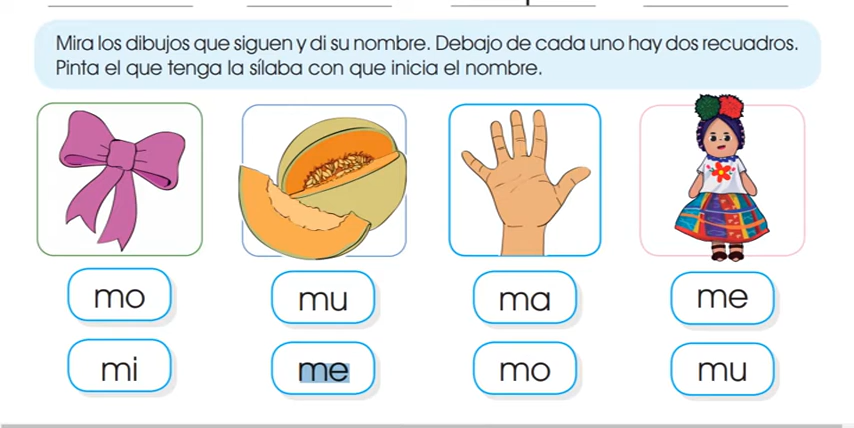 Mira los dibujos que siguen y di su nombre. Debajo de cada uno hay dos recuadros.
Pinta el que tenga la sílaba con que inicia el nombre.
mo mu ma me
mi me mo mu